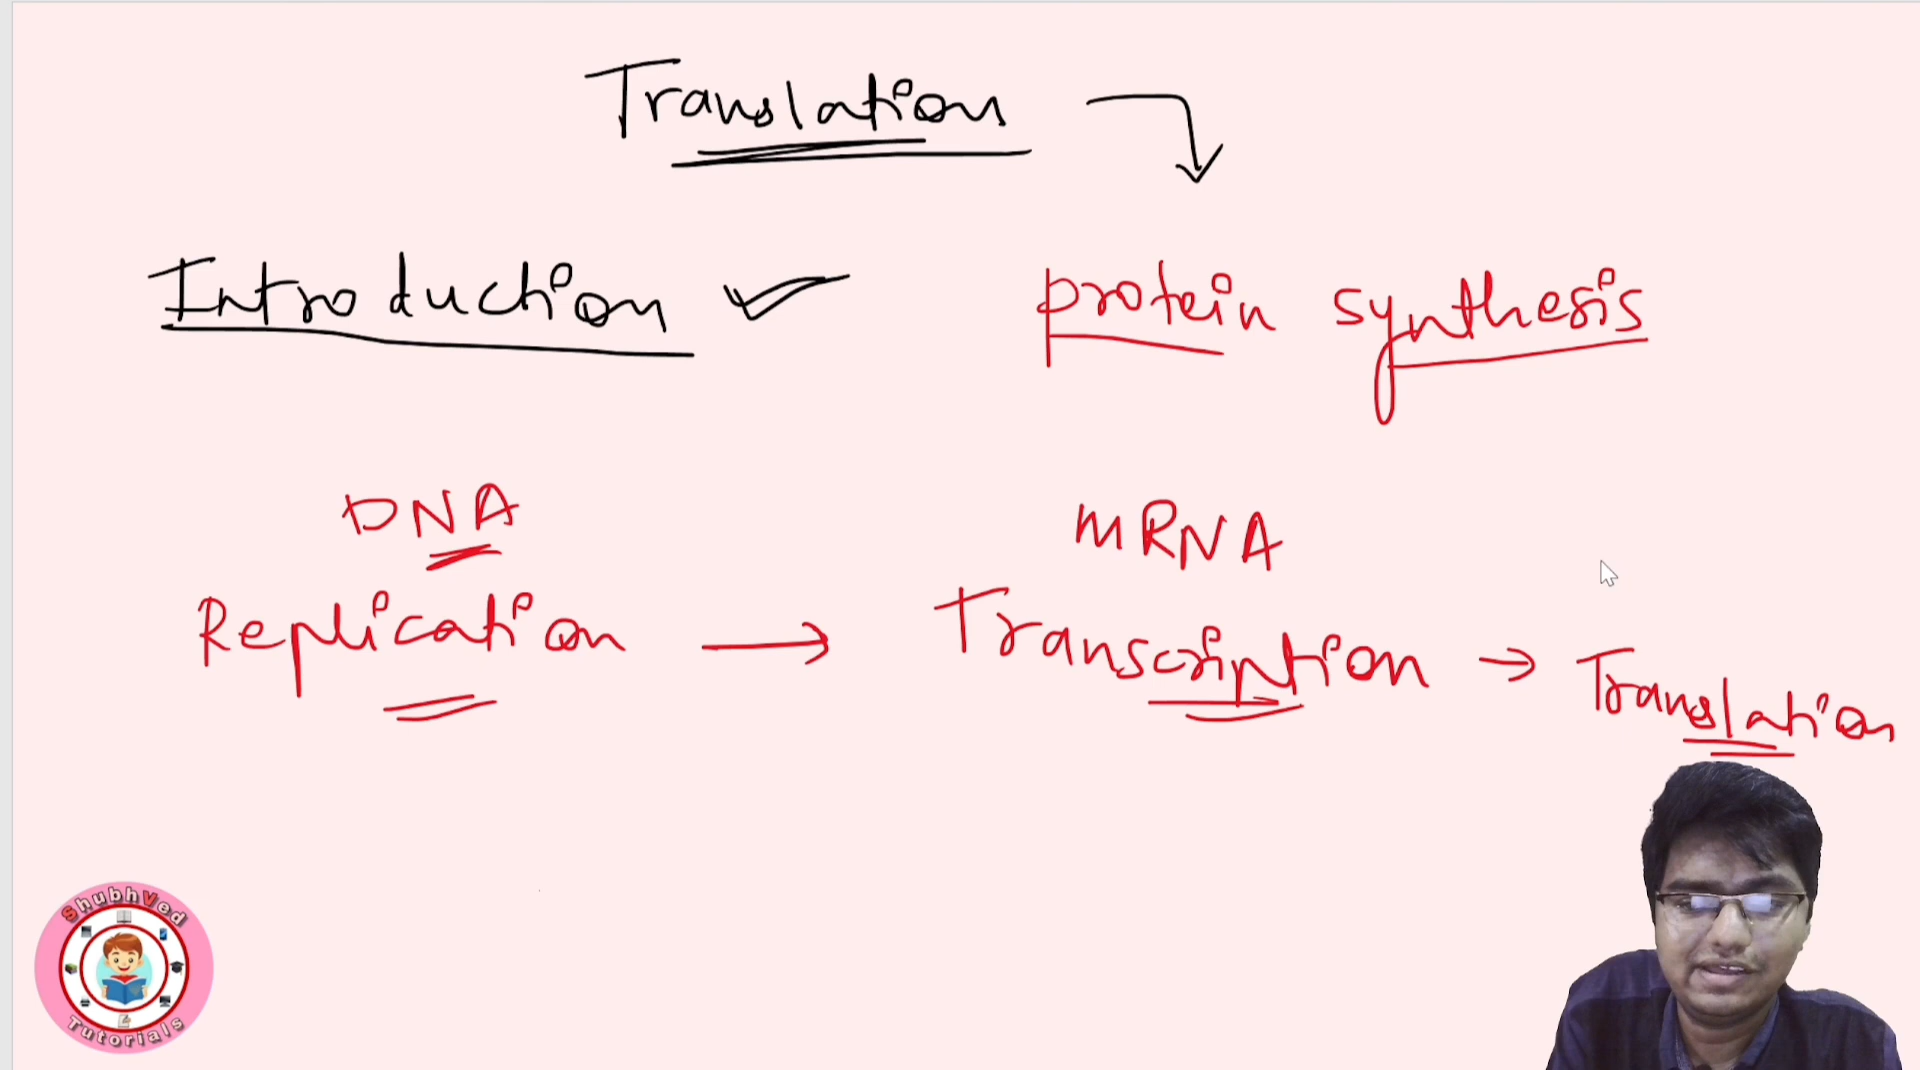 Translation
Introduction
protein synthesis
DNA
mRNA
Replication → Transcription → Translation
ShubhVed
Tutorials